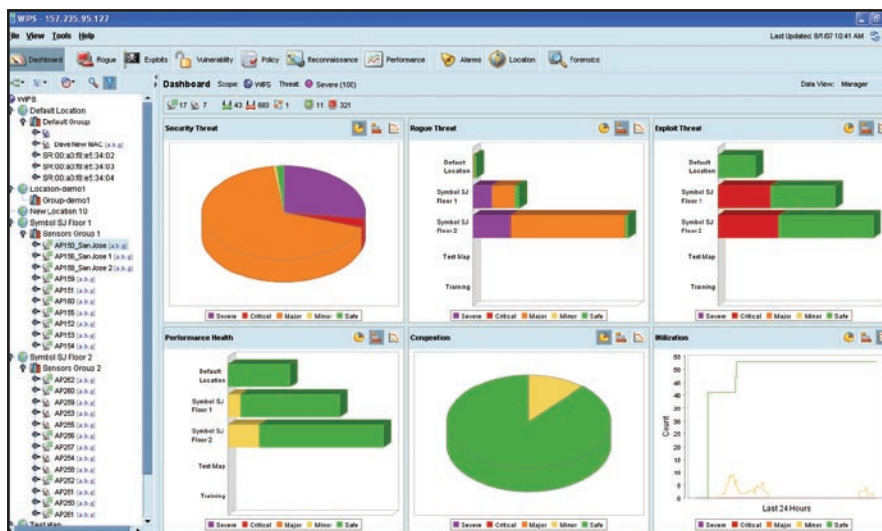 WIPS - 157.235.95.127
File View Tools Help
Last Updated: 8/1/07 10:41 AM
Dashboard Rogue Exploits Vulnerability Policy Reconnaissance Performance Alarms Location Forensics
Dashboard Scope: WIPS Threat: Severe (100)
Data View: Manager
17 7 43 683 1 11 321
WIPS
Default Location
Default Group
Dave New MAC [a,b,g]
SR:00:a0:f8:e5:34:02
SR:00:a0:f8:e5:34:03
SR:00:a0:f8:e5:34:04
Location-demo1
Group-demo1
New Location 10
Symbol SJ Floor 1
Sensors Group 1
AP150_San Jose [a,b,g]
AP156_San Jose 1 [a,b,g]
AP158_San Jose 2 [a,b,g]
AP159 [a,b,g]
AP151 [a,b,g]
AP160 [a,b,g]
AP155 [a,b,g]
AP152 [a,b,g]
AP153 [a,b,g]
AP154 [a,b,g]
Symbol SJ Floor 2
Sensors Group 2
AP262 [a,b,g]
AP260 [a,b,g]
AP259 [a,b,g]
AP253 [a,b,g]
AP255 [a,b,g]
AP256 [a,b,g]
AP257 [a,b,g]
AP254 [a,b,g]
[a,b,g]
AP252 [a,b,g]
AP251 [a,b,g]
AP250 [a,b,g]
AP261 [a,b,g]
Test Map
Security Threat
Severe Critical Major Minor Safe
Rogue Threat
Default Location
Symbol SJ Floor 1
Symbol SJ Floor 2
Test Map
Training
Severe Critical Major Minor Safe
Exploit Threat
Default Location
Symbol SJ Floor 1
Symbol SJ Floor 2
Test Map
Training
Severe Critical Major Minor Safe
Performance Health
Default Location
Symbol SJ Floor 1
Symbol SJ Floor 2
Test Map
Training
Severe Critical Major Minor Safe
Congestion
Severe Critical Major Minor Safe
Utilization
55
50
45
40
35
30
25
20
15
10
5
0
Count
Last 24 Hours
Severe Critical Major Minor Safe